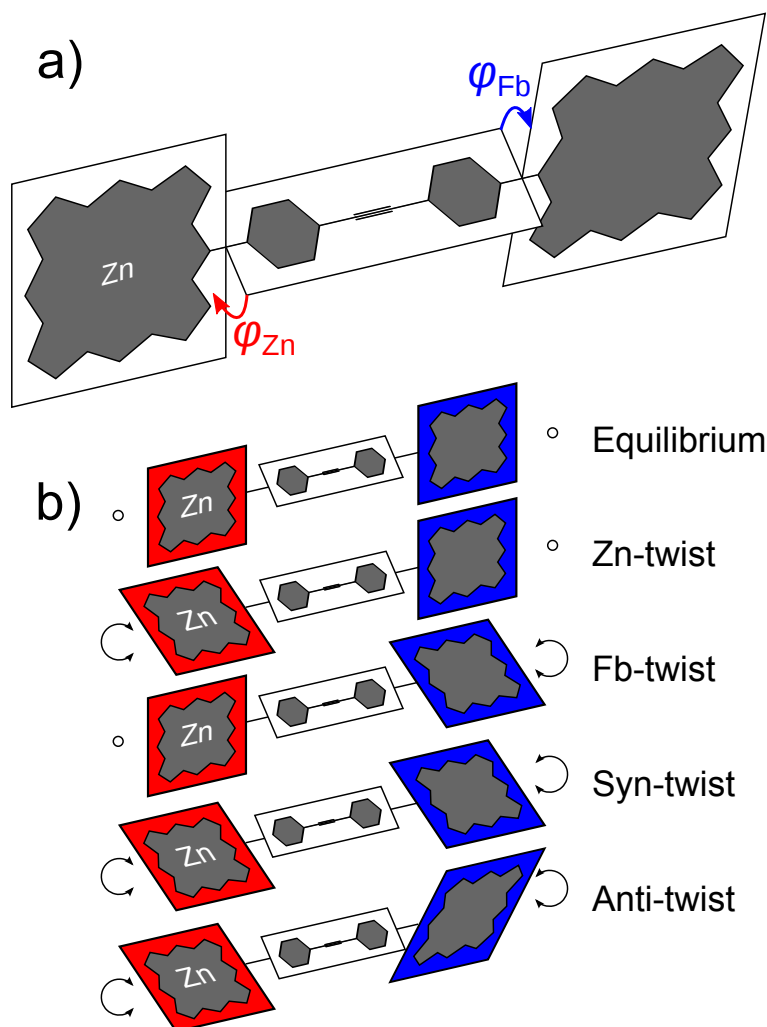 a)
φFb
Zn
φZn
b)
Zn
Equilibrium
Zn
Zn-twist
Zn
Fb-twist
Zn
Syn-twist
Zn
Anti-twist